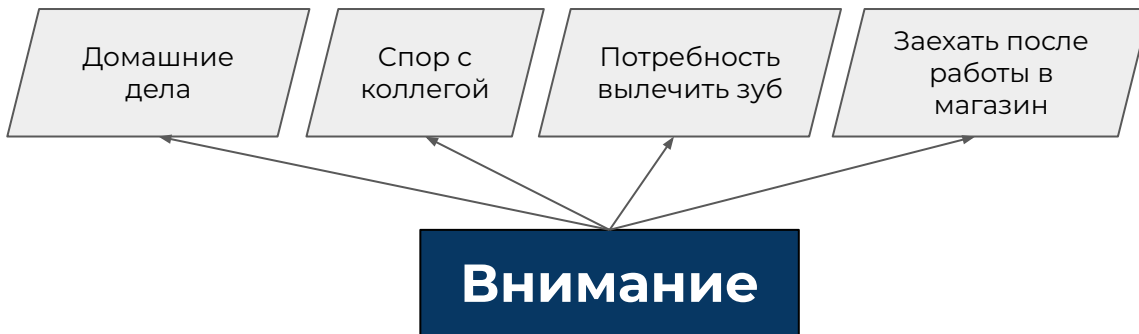 Домашние
дела
Спор с
коллегой
Потребность
вылечить зуб
Заехать после
работы в
магазин
Внимание